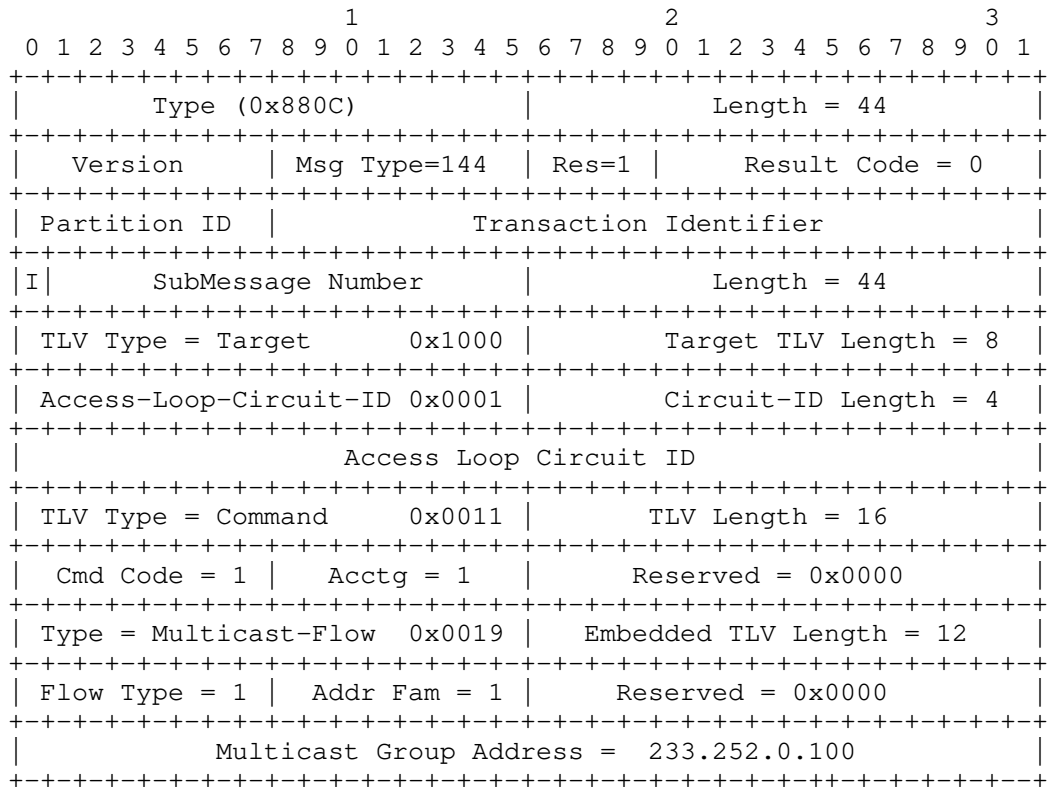 1                   2                   3
 0 1 2 3 4 5 6 7 8 9 0 1 2 3 4 5 6 7 8 9 0 1 2 3 4 5 6 7 8 9 0 1
+-+-+-+-+-+-+-+-+-+-+-+-+-+-+-+-+-+-+-+-+-+-+-+-+-+-+-+-+-+-+-+-+
|        Type (0x880C)          |           Length = 44         |
+-+-+-+-+-+-+-+-+-+-+-+-+-+-+-+-+-+-+-+-+-+-+-+-+-+-+-+-+-+-+-+-+
|   Version     | Msg Type=144  | Res=1 |     Result Code = 0   |
+-+-+-+-+-+-+-+-+-+-+-+-+-+-+-+-+-+-+-+-+-+-+-+-+-+-+-+-+-+-+-+-+
| Partition ID  |            Transaction Identifier             |
+-+-+-+-+-+-+-+-+-+-+-+-+-+-+-+-+-+-+-+-+-+-+-+-+-+-+-+-+-+-+-+-+
|I|      SubMessage Number      |           Length = 44         |
+-+-+-+-+-+-+-+-+-+-+-+-+-+-+-+-+-+-+-+-+-+-+-+-+-+-+-+-+-+-+-+-+
| TLV Type = Target      0x1000 |        Target TLV Length = 8  |
+-+-+-+-+-+-+-+-+-+-+-+-+-+-+-+-+-+-+-+-+-+-+-+-+-+-+-+-+-+-+-+-+
| Access-Loop-Circuit-ID 0x0001 |        Circuit-ID Length = 4  |
+-+-+-+-+-+-+-+-+-+-+-+-+-+-+-+-+-+-+-+-+-+-+-+-+-+-+-+-+-+-+-+-+
|                    Access Loop Circuit ID                     |
+-+-+-+-+-+-+-+-+-+-+-+-+-+-+-+-+-+-+-+-+-+-+-+-+-+-+-+-+-+-+-+-+
| TLV Type = Command     0x0011 |       TLV Length = 16         |
+-+-+-+-+-+-+-+-+-+-+-+-+-+-+-+-+-+-+-+-+-+-+-+-+-+-+-+-+-+-+-+-+
|  Cmd Code = 1 |   Acctg = 1   |      Reserved = 0x0000        |
+-+-+-+-+-+-+-+-+-+-+-+-+-+-+-+-+-+-+-+-+-+-+-+-+-+-+-+-+-+-+-+-+
| Type = Multicast-Flow  0x0019 |   Embedded TLV Length = 12    |
+-+-+-+-+-+-+-+-+-+-+-+-+-+-+-+-+-+-+-+-+-+-+-+-+-+-+-+-+-+-+-+-+
| Flow Type = 1 |  Addr Fam = 1 |     Reserved = 0x0000         |
+-+-+-+-+-+-+-+-+-+-+-+-+-+-+-+-+-+-+-+-+-+-+-+-+-+-+-+-+-+-+-+-+
|            Multicast Group Address =  233.252.0.100           |
+-+-+-+-+-+-+-+-+-+-+-+-+-+-+-+-+-+-+-+-+-+-+-+-+-+-+-+-+-+-+--+